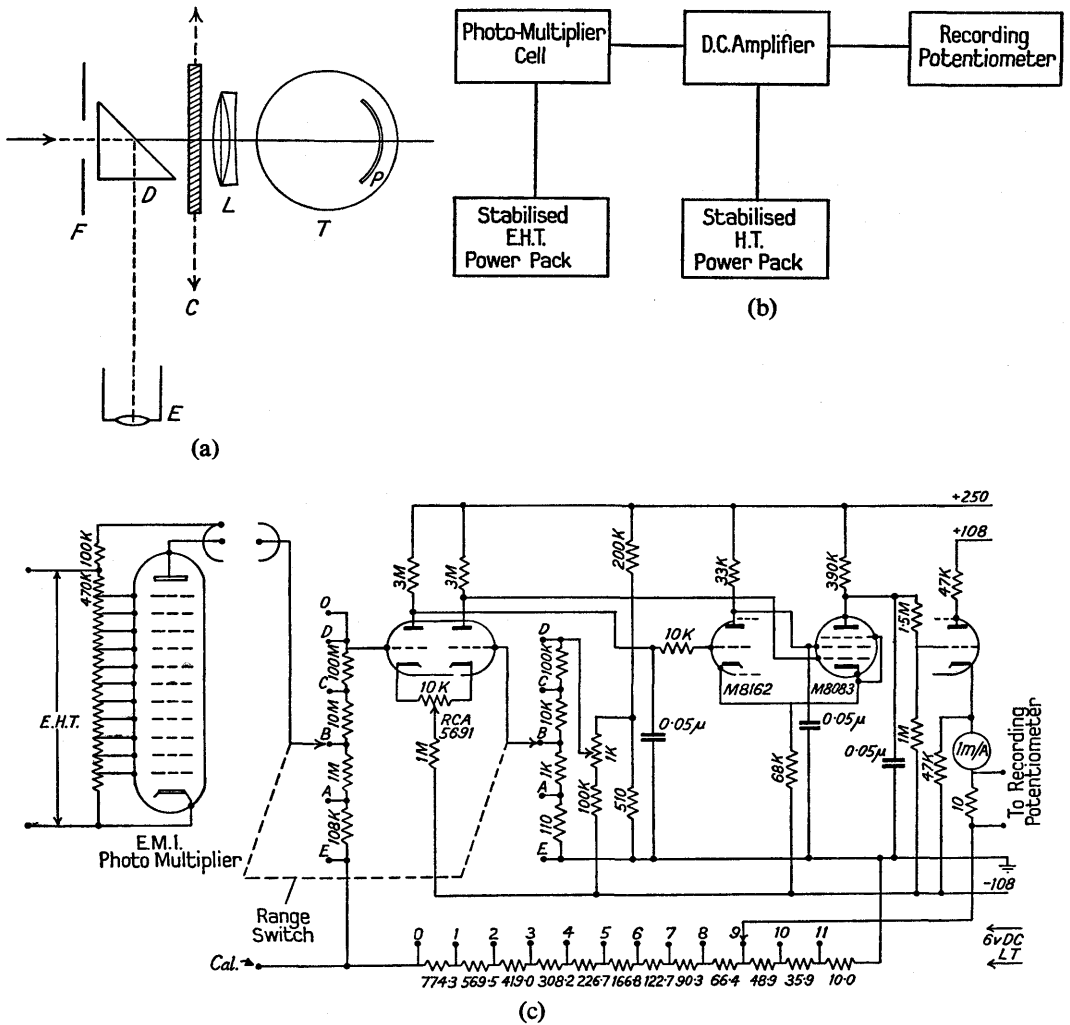 F
D
C
L
T
P
E
(a)
Photo-Multiplier
Cell
D.C. Amplifier
Recording
Potentiometer
Stabilised
E.H.T.
Power Pack
Stabilised
H.T.
Power Pack
(b)
+250
+108
100K
470K
E.H.T.
E.M.I.
Photo Multiplier
O
D
100M
C
10M
B
1M
A
108K
E
Range
Switch
3M
3M
10K
RCA
5691
1M
D
100K
C
10K
B
1K
A
110
E
200K
1K
100K
510
0·05μ
10K
33K
M8162
68K
390K
M8083
0·05μ
0·05μ
1·5M
1M
47K
47K
1m/A
10
To Recording
Potentiometer
-108
6vDC
LT
Cal.
0 1 2 3 4 5 6 7 8 9 10 11
774·3 569·5 419·0 308·2 226·7 166·8 122·7 90·3 66·4 48·9 35·9 10·0
(c)